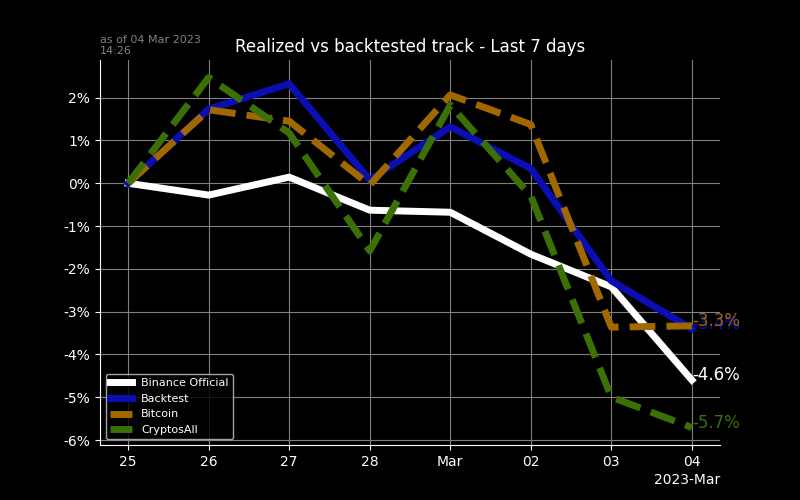 as of 04 Mar 2023
14:26
Realized vs backtested track - Last 7 days
2%
1%
0%
-1%
-2%
-3%
-4%
-5%
-6%
-3.3%
-4.6%
-5.7%
Binance Official
Backtest
Bitcoin
CryptosAll
25 26 27 28 Mar 02 03 04
2023-Mar